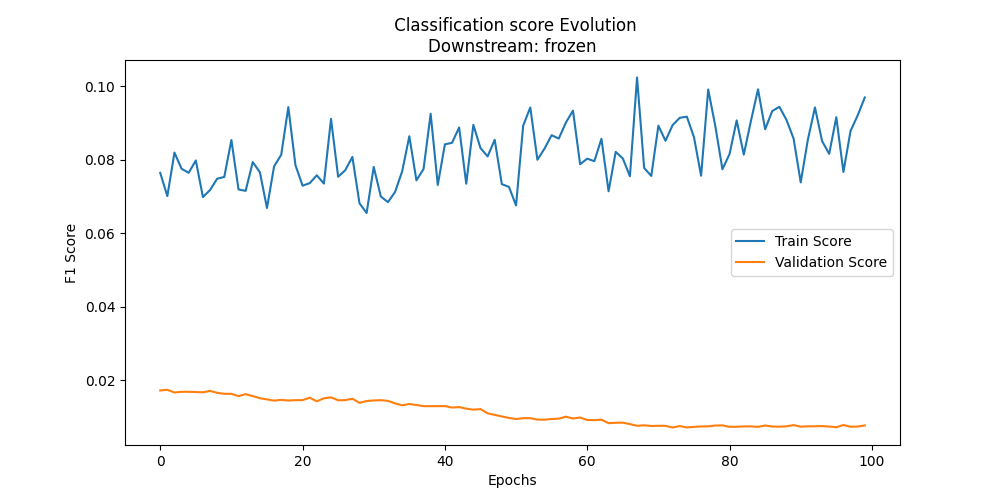 Classification score Evolution
Downstream: frozen
0.10
0.08
0.06
0.04
0.02
F1 Score
Train Score
Validation Score
0 20 40 60 80 100
Epochs